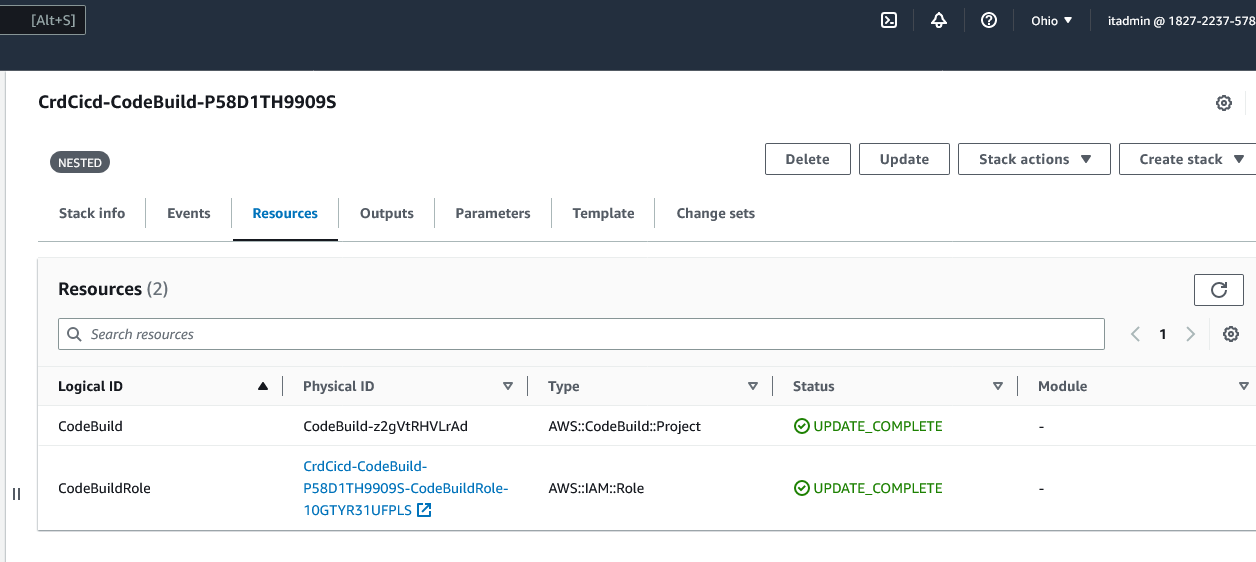 [Alt+S]
Ohio
itadmin @ 1827-2237-578
CrdCicd-CodeBuild-P58D1TH9909S
NESTED
Delete
Update
Stack actions
Create stack
Stack info
Events
Resources
Outputs
Parameters
Template
Change sets
Resources (2)
Search resources
1
Logical ID
Physical ID
Type
Status
Module
CodeBuild
CodeBuild-z2gVtRHVLrAd
AWS::CodeBuild::Project
UPDATE_COMPLETE
-
CodeBuildRole
CrdCicd-CodeBuild-
P58D1TH9909S-CodeBuildRole-
10GTYR31UFPLS
AWS::IAM::Role
UPDATE_COMPLETE
-